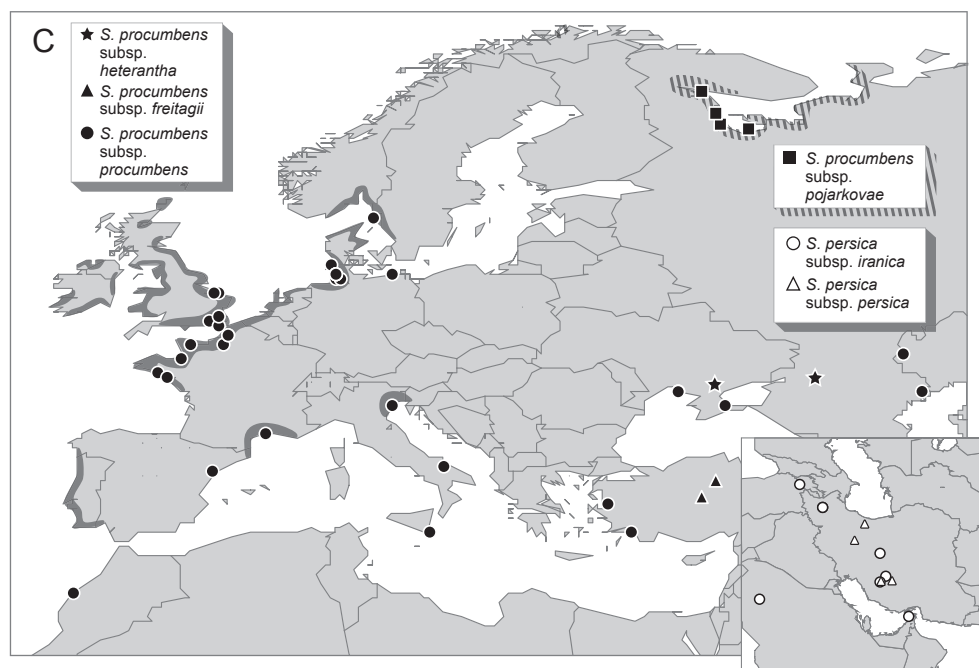 C
S. procumbens
subsp.
heterantha
S. procumbens
subsp. freitagii
S. procumbens
subsp.
procumbens
S. procumbens
subsp.
pojarkovae
S. persica
subsp. iranica
S. persica
subsp. persica